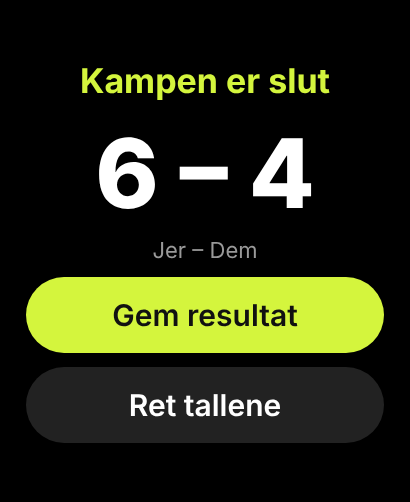 Kampen er slut
6 – 4
Jer – Dem
Gem resultat
Ret tallene